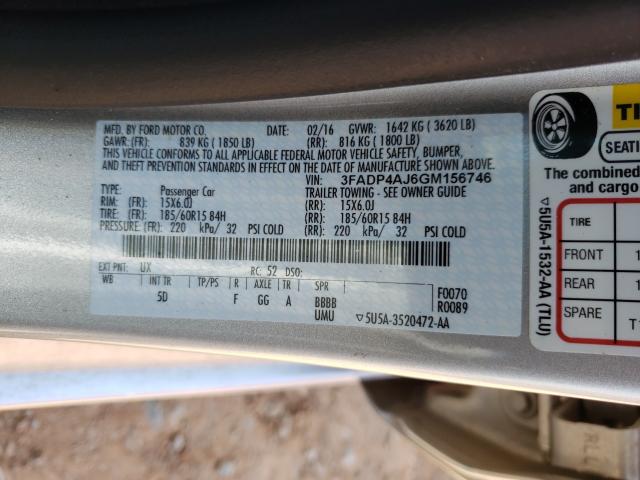 MFD. BY FORD MOTOR CO. DATE: 02/16 GVWR: 1642 KG ( 3620 LB)
GAWR: (FR): 839 KG ( 1850 LB) (RR): 816 KG ( 1800 LB)
THIS VEHICLE CONFORMS TO ALL APPLICABLE FEDERAL MOTOR VEHICLE SAFETY, BUMPER,
AND THEFT PREVENTION STANDARDS IN EFFECT ON THE DATE OF MANUFACTURE SHOWN ABOVE.
VIN: 3FADP4AJ6GM156746
TYPE: Passenger Car TRAILER TOWING - SEE OWNER GUIDE
RIM: (FR) 15X6.0J (RR) 15X6.0J
TIRE: (FR) 185/60R15 84H (RR) 185/60R15 84H
PRESSURE: (FR) 220 kPa/ 32 PSI COLD (RR) 220 kPa/ 32 PSI COLD
EXT PNT: UX RC: 52 DSO:
WB INT TR TP/PS R AXLE TR SPR
5D F GG A BBBB
UMU
F0070
R0089
▽5U5A-3520472-AA
▽5U5A-1532-AA (TLU)
SEATI
The combined
and cargo
TIRE
FRONT 1
REAR 1
SPARE T1
RLL